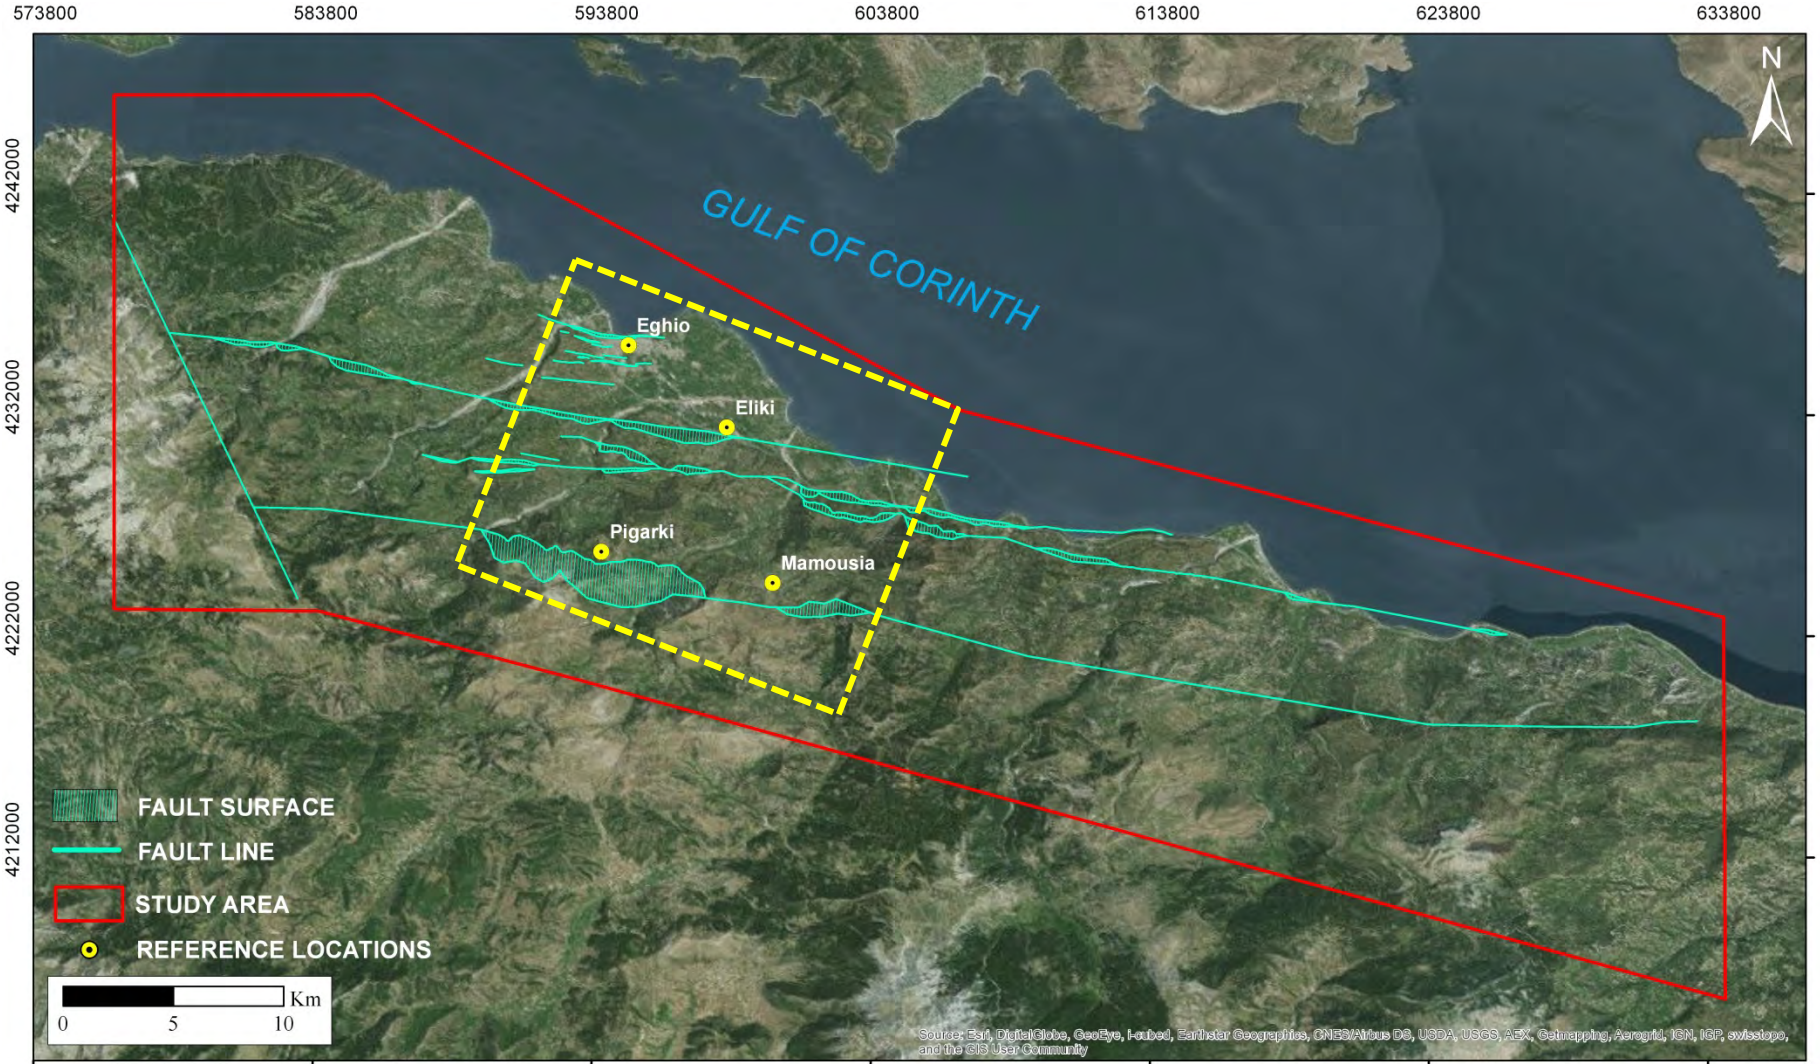 573800 583800 593800 603800 613800 623800 633800
N
4242000
4232000
4222000
4212000
GULF OF CORINTH
Eghio
Eliki
Pigarki
Mamousia
FAULT SURFACE
FAULT LINE
STUDY AREA
REFERENCE LOCATIONS
Km
0 5 10
Source: Esri, DigitalGlobe, GeoEye, i-cubed, Earthstar Geographics, CNES/Airbus DS, USDA, USGS, AEX, Getmapping, Aerogrid, IGN, IGP, swisstopo,
and the GIS User Community